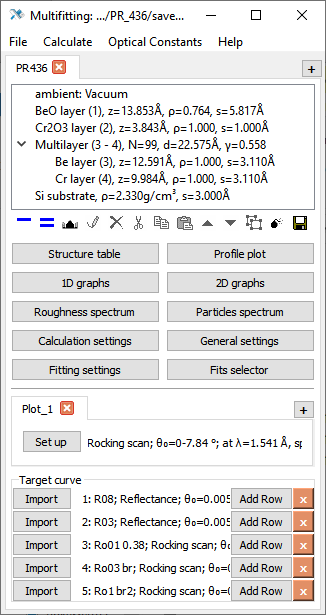 Multifitting: .../PR_436/save...
File Calculate Optical Constants Help
PR436
+
ambient: Vacuum
BeO layer (1), z=13.853Å, ρ=0.764, s=5.817Å
Cr2O3 layer (2), z=3.843Å, ρ=1.000, s=1.000Å
Multilayer (3 - 4), N=99, d=22.575Å, γ=0.558
Be layer (3), z=12.591Å, ρ=1.000, s=3.110Å
Cr layer (4), z=9.984Å, ρ=1.000, s=3.110Å
Si substrate, ρ=2.330g/cm³, s=3.000Å
Structure table Profile plot
1D graphs 2D graphs
Roughness spectrum Particles spectrum
Calculation settings General settings
Fitting settings Fits selector
Plot_1
+
Set up Rocking scan; θ₀=0-7.84 °; at λ=1.541 Å, sp
Target curve
Import 1: R08; Reflectance; θ₀=0.005 Add Row x
Import 2: R03; Reflectance; θ₀=0.005 Add Row x
Import 3: Ro01 0.38; Rocking scan; θ₀ Add Row x
Import 4: Ro03 br; Rocking scan; θ₀= Add Row x
Import 5: Ro1 br2; Rocking scan; θ₀= Add Row x